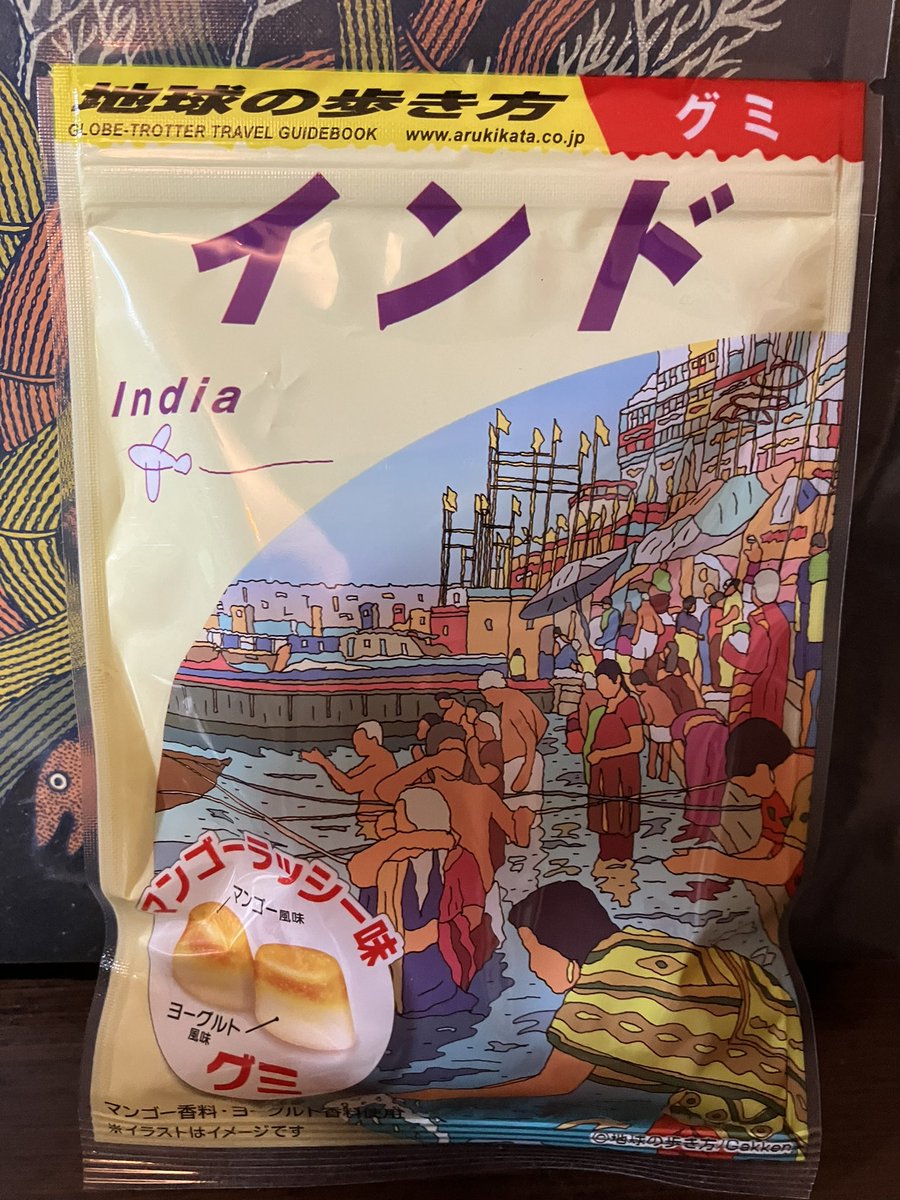 地球の歩き方
GLOBE-TROTTER TRAVEL GUIDEBOOK www.arukikata.co.jp
グミ
インド
India
マンゴーラッシー味
マンゴー風味
ヨーグルト
風味
グミ
マンゴー香料・ヨーグルト香料使用
※イラストはイメージです
©地球の歩き方/Gakken